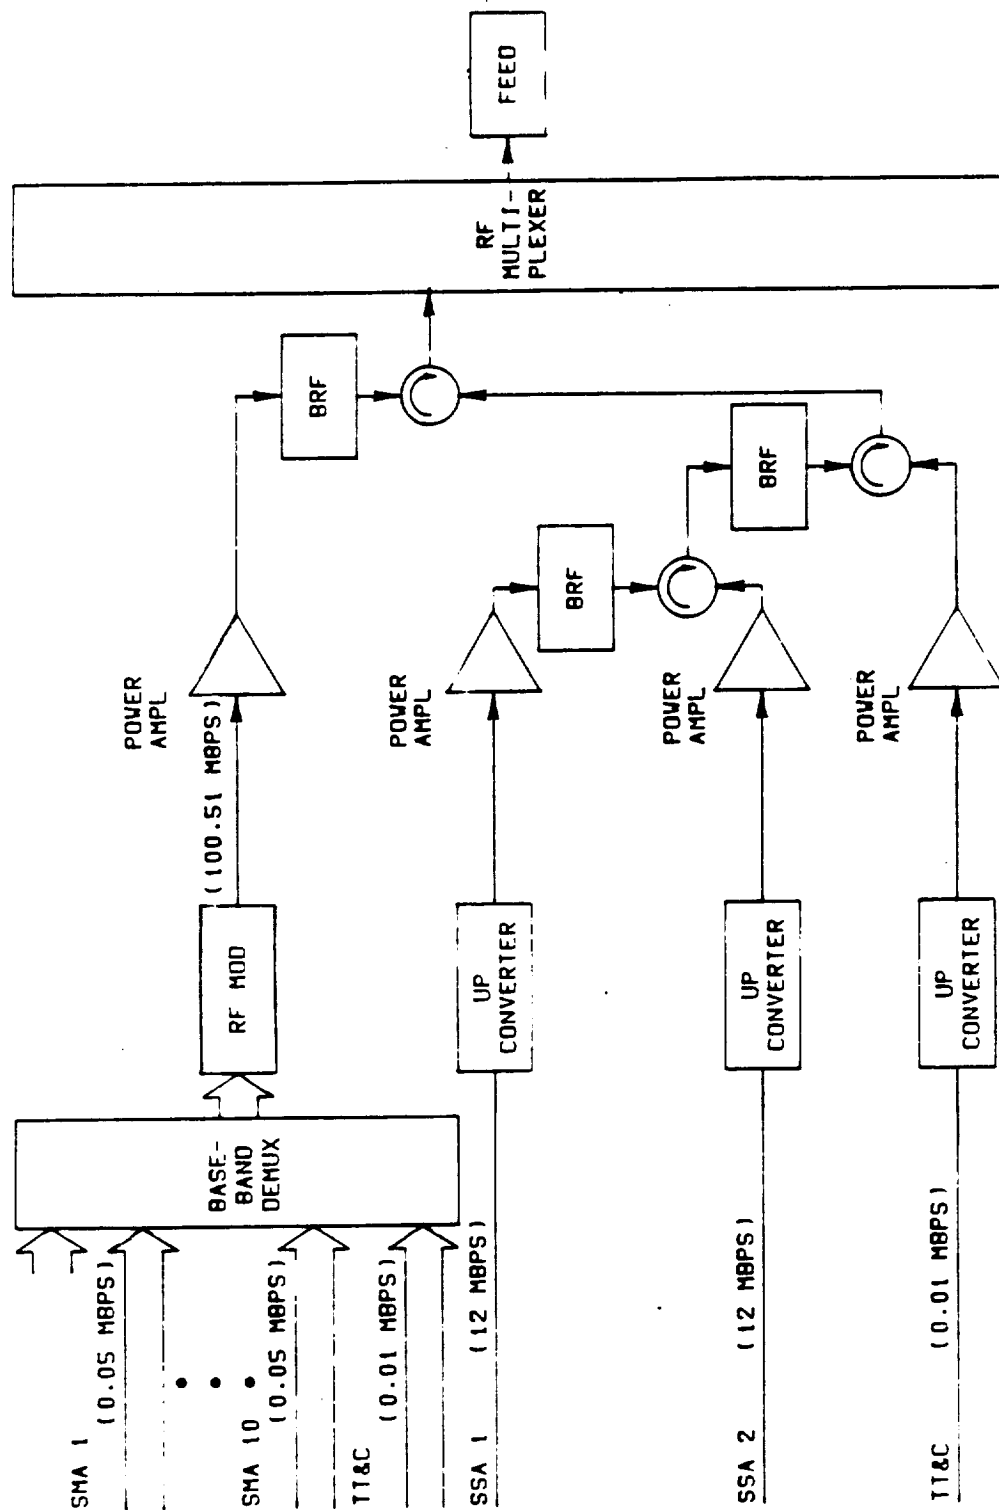 SMA 1
(0.05 MBPS)
SMA 10
(0.05 MBPS)
TT&C
(0.01 MBPS)
BASE-
BAND
DEMUX
RF MOD
(100.51 MBPS)
POWER
AMPL
BRF
SSA 1
(12 MBPS)
UP
CONVERTER
POWER
AMPL
BRF
SSA 2
(12 MBPS)
UP
CONVERTER
POWER
AMPL
BRF
TT&C
(0.01 MBPS)
UP
CONVERTER
POWER
AMPL
RF
MULTI-
PLEXER
FEED